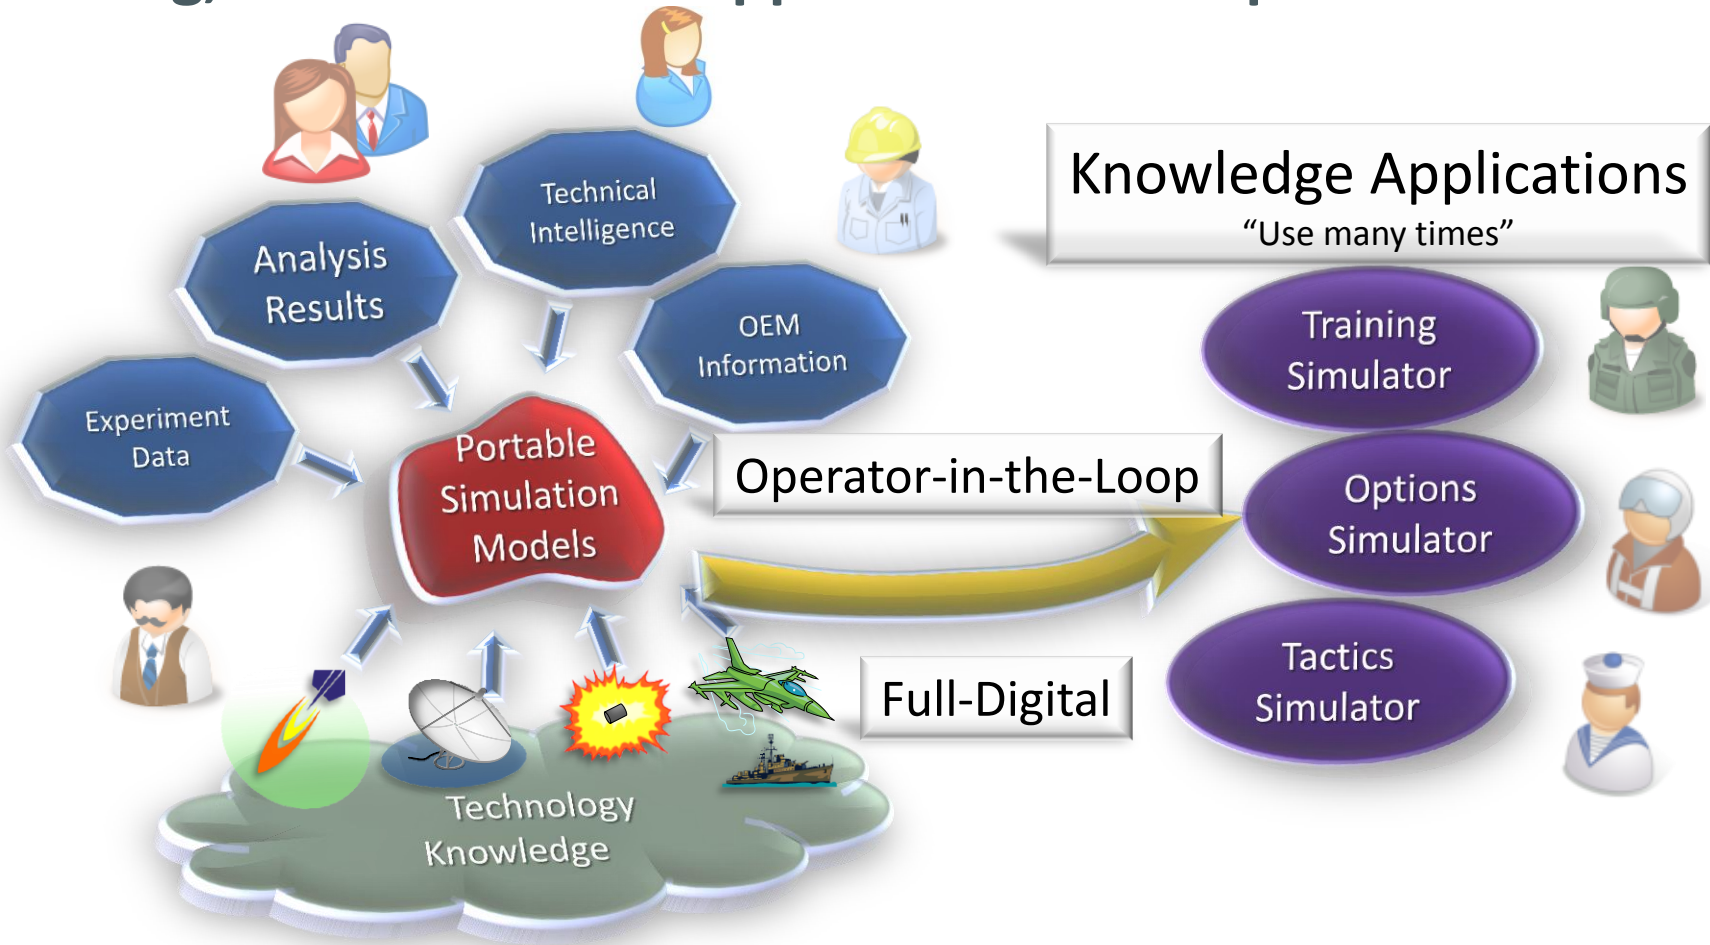 Technical
Intelligence
Analysis
Results
OEM
Information
Experiment
Data
Portable
Simulation
Models
Knowledge Applications
“Use many times”
Training
Simulator
Operator-in-the-Loop
Options
Simulator
Full-Digital
Tactics
Simulator
Technology
Knowledge